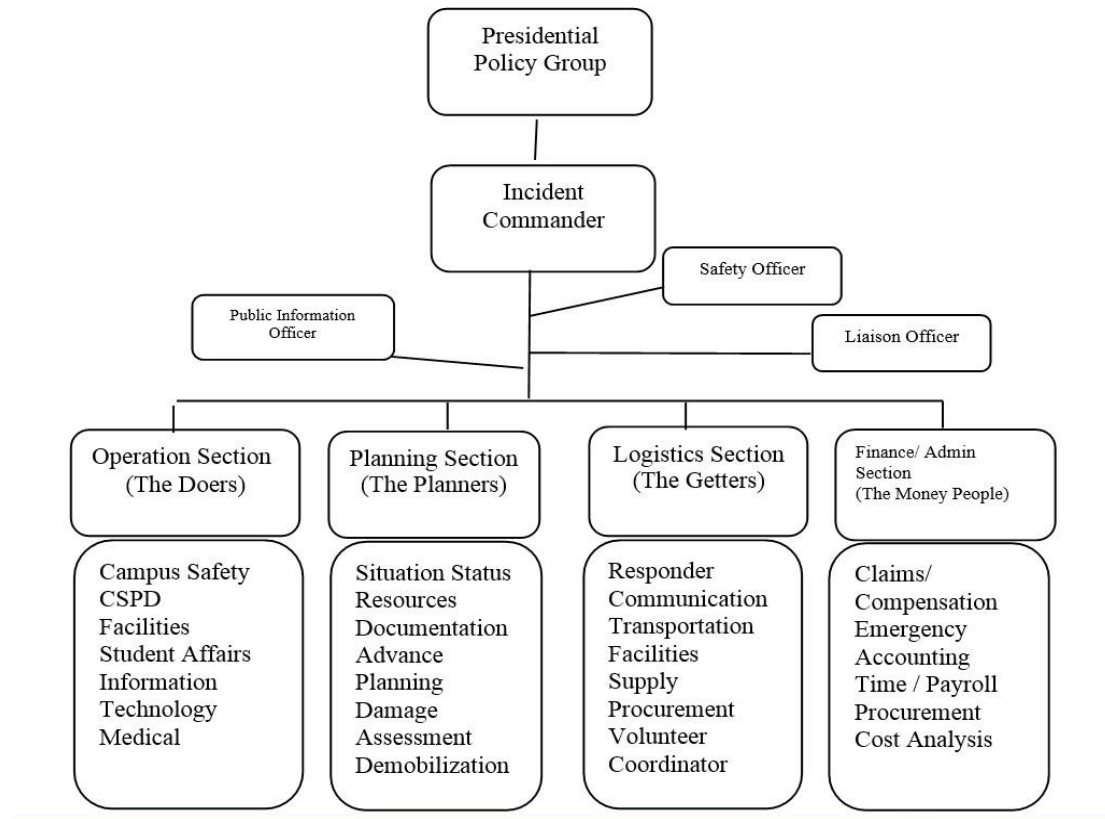 Presidential
Policy Group
Incident
Commander
Safety Officer
Public Information
Officer
Liaison Officer
Operation Section
(The Doers)
Planning Section
(The Planners)
Logistics Section
(The Getters)
Finance/ Admin
Section
(The Money People)
Campus Safety
CSPD
Facilities
Student Affairs
Information
Technology
Medical
Situation Status
Resources
Documentation
Advance
Planning
Damage
Assessment
Demobilization
Responder
Communication
Transportation
Facilities
Supply
Procurement
Volunteer
Coordinator
Claims/
Compensation
Emergency
Accounting
Time / Payroll
Procurement
Cost Analysis